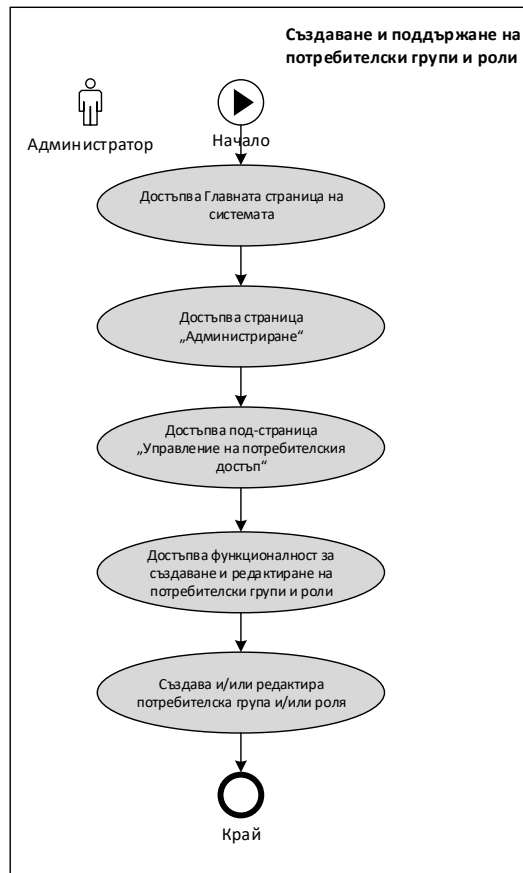 Създаване и поддържане на
потребителски групи и роли
Администратор
Начало
Достъпва Главната страница на
системата
Достъпва страница
„Администриране“
Достъпва под-страница
„Управление на потребителския
достъп“
Достъпва функционалност за
създаване и редактиране на
потребителски групи и роли
Създава и/или редактира
потребителска група и/или роля
Край